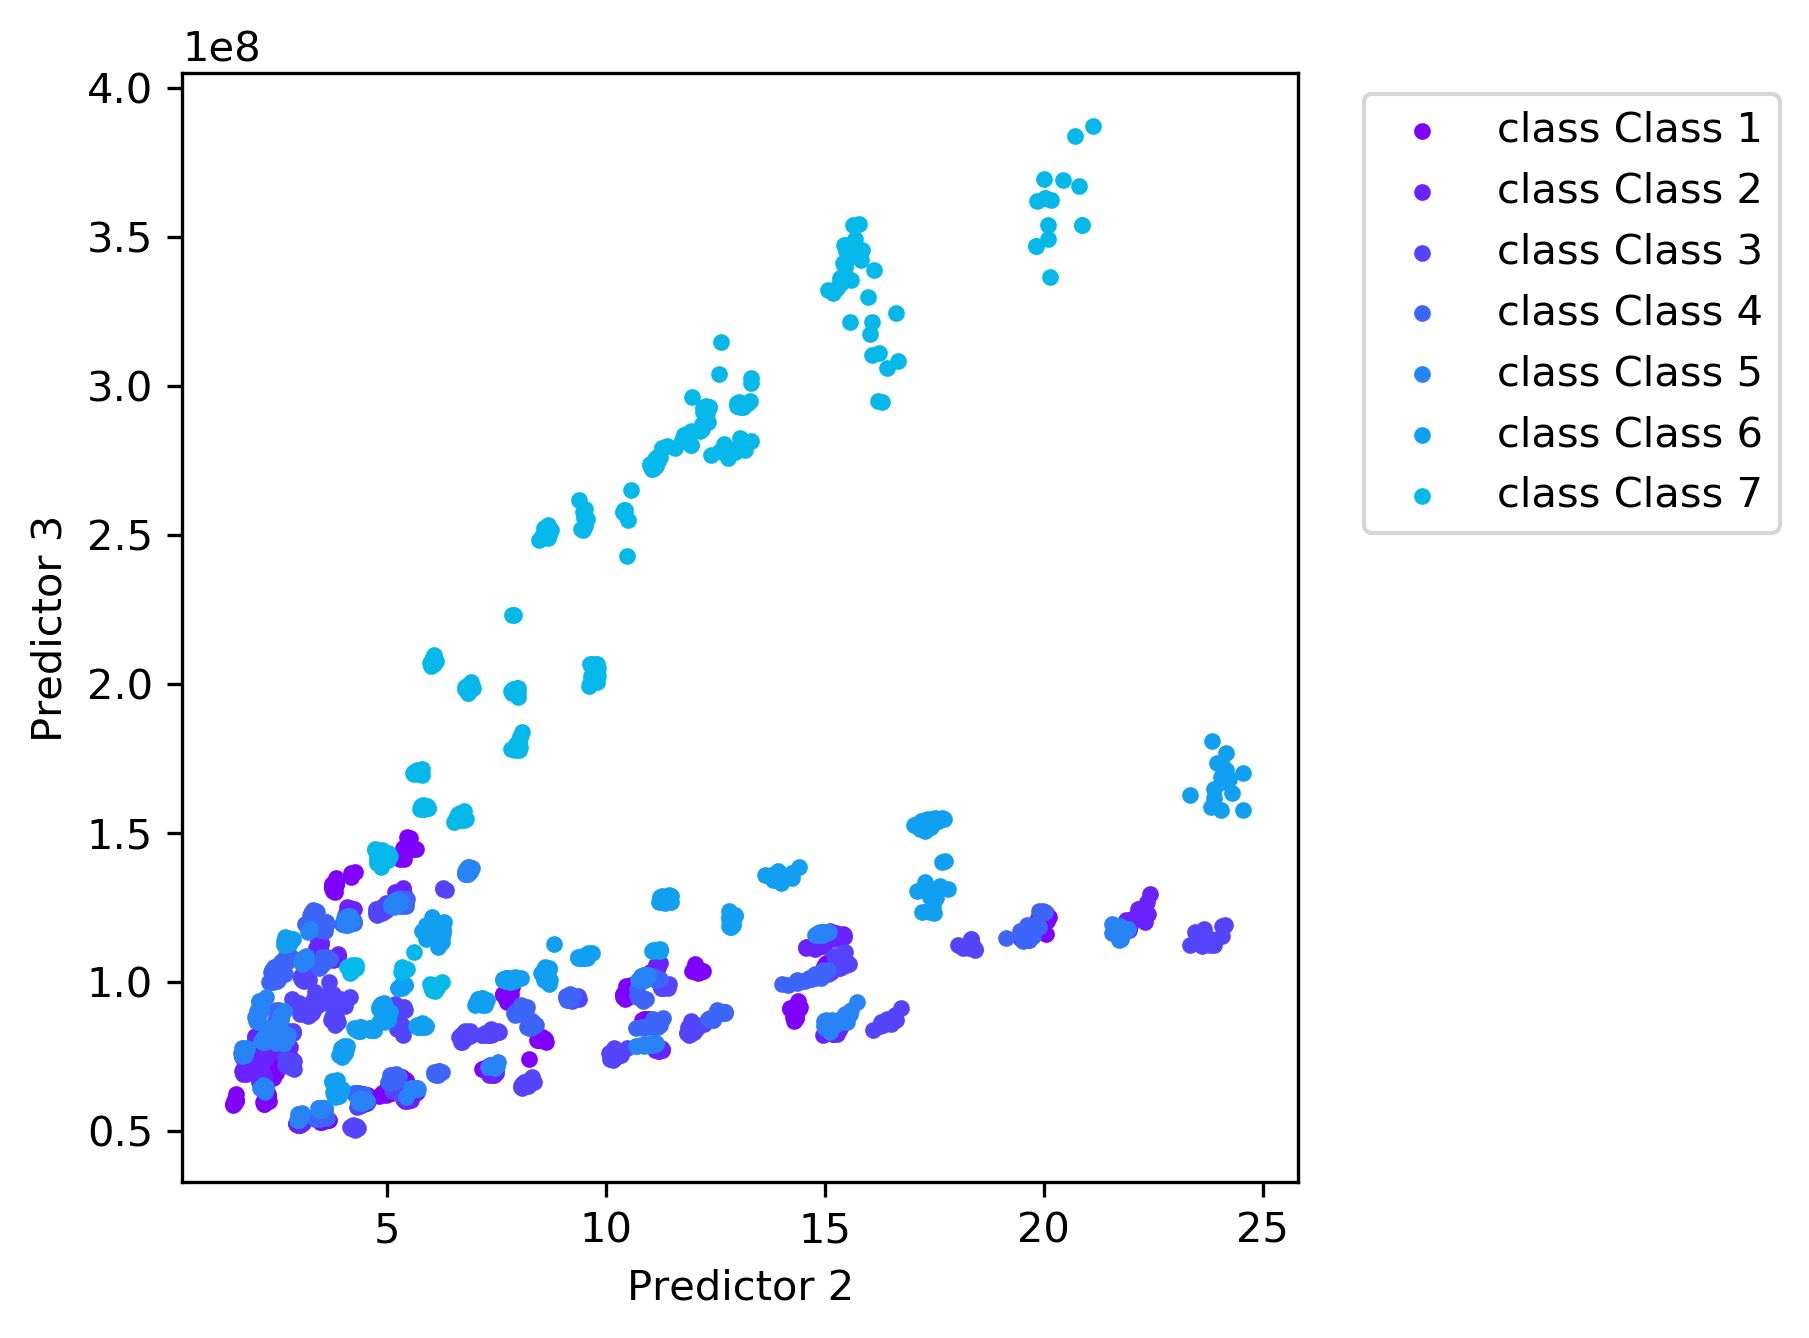 1e8
4.0
3.5
3.0
2.5
2.0
1.5
1.0
0.5
Predictor 3
5
10
15
20
25
Predictor 2
class Class 1
class Class 2
class Class 3
class Class 4
class Class 5
class Class 6
class Class 7